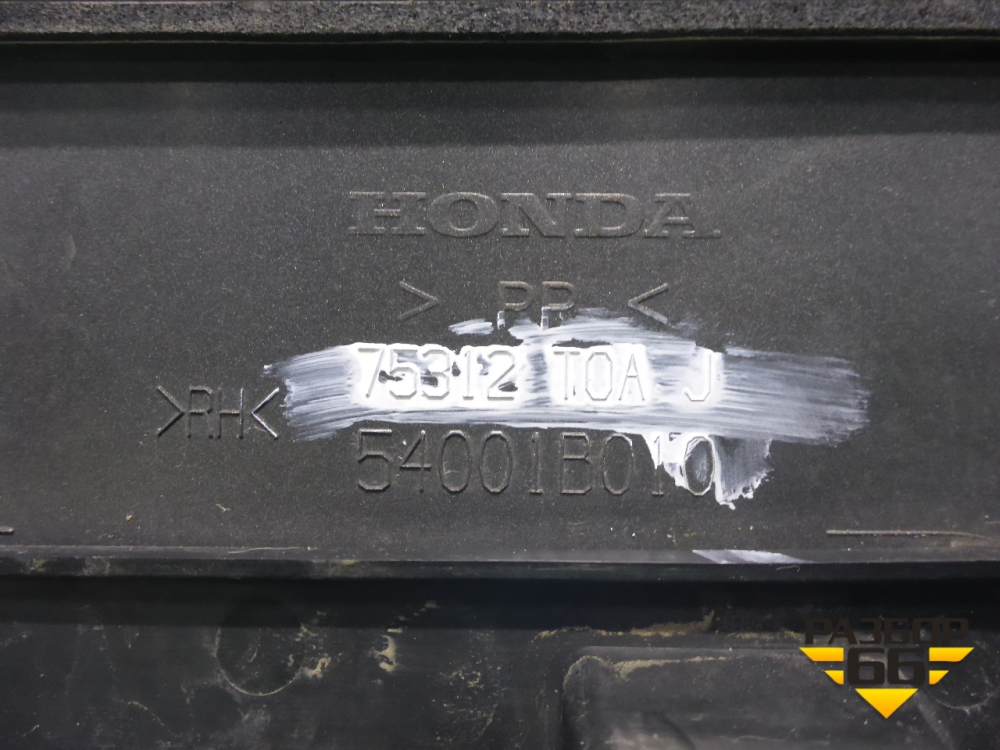 HONDA
> PP <
75312 T0A J
>RH<
54001B010
РАЗБОР
66